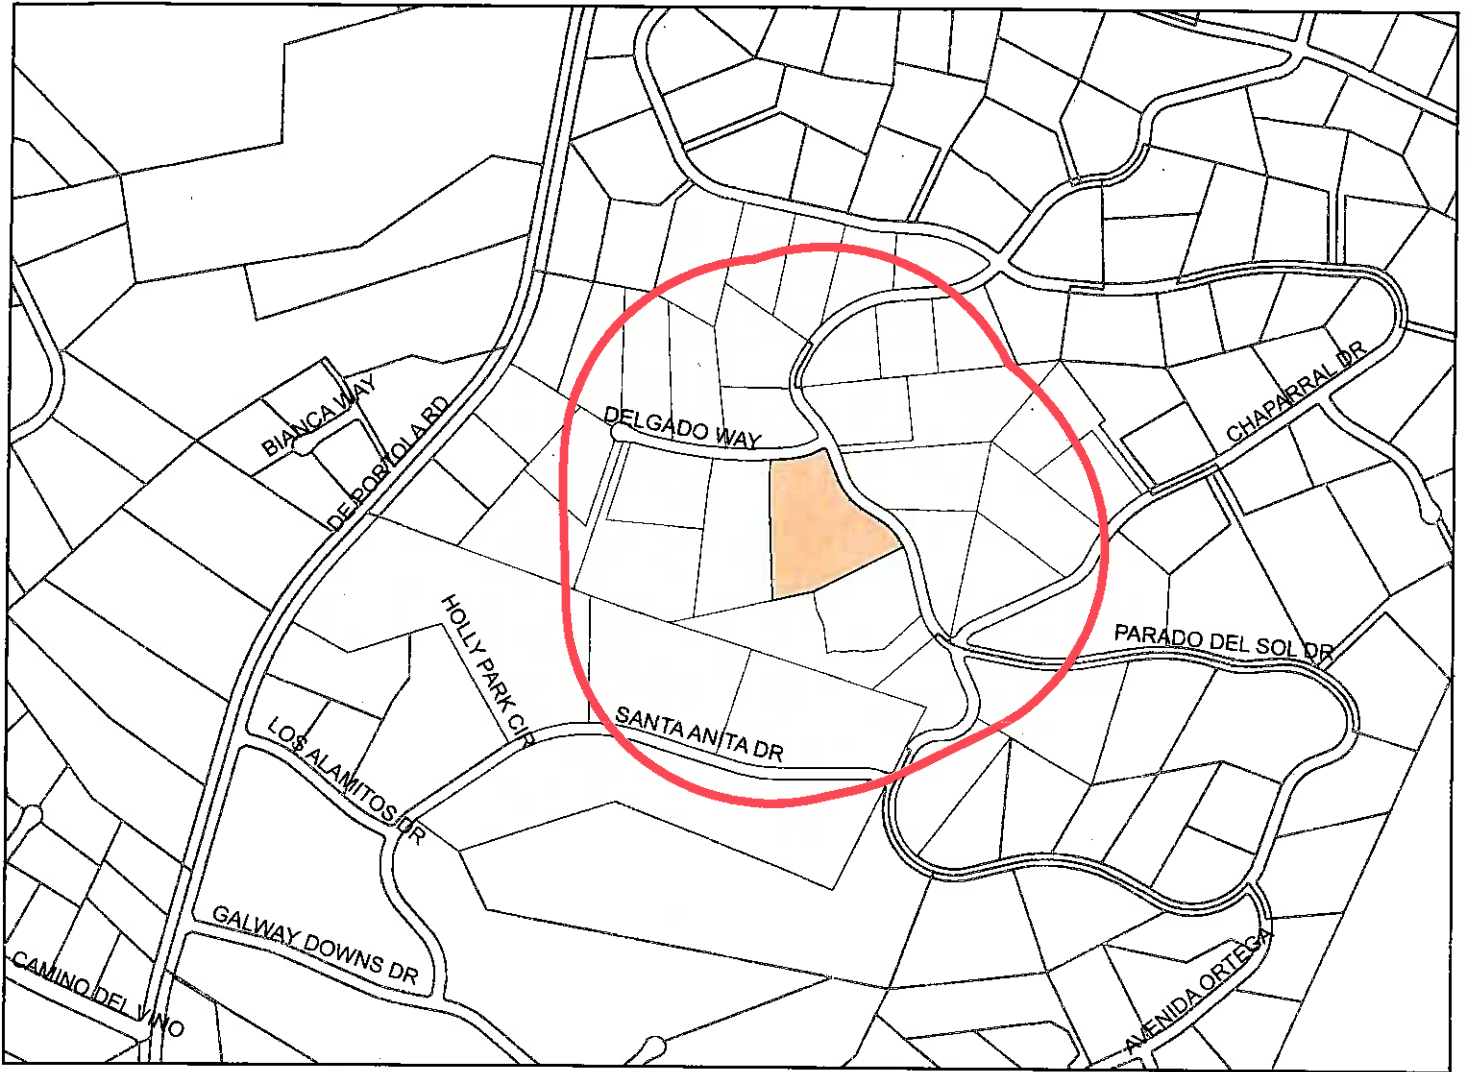 CHAPARRAL DR
BIANCA WAY
DE PORTOLA RD
DELGADO WAY
HOLLY PARK CIR
PARADO DEL SOL DR
SANTA ANITA DR
LOS ALAMITOS DR
GALWAY DOWNS DR
CAMINO DEL VINO
AVENIDA ORTEGA